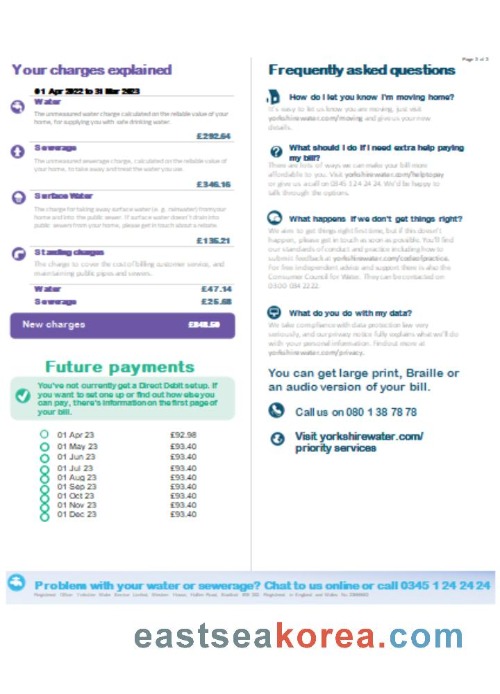 Page 2 of 2
Your charges explained
01 Apr 2022 to 31 Mar 2023
Water
The unmeasured water charge calculated on the reliable value of your
home, for supplying you with safe drinking water.
£292.64
Sewerage
The unmeasured sewerage charge, calculated on the reliable value of
your home, to take away and treat the water you use.
£346.16
Surface Water
The charge for taking away surface water (e.g. rainwater) from your
home and into the public sewer. If surface water doesn't drain into
public sewers from your home, please get in touch about a rebate.
£136.21
Standing charges
The charge to cover the cost of billing customer service, and
maintaining public pipes and sewers.
Water £47.14
Sewerage £26.68
New charges
Future payments
You've not currently get a Direct Debit setup. If
you want to set one up or find out how else you
can pay, there's information on the first page of
your bill.
01 Apr 23 £92.98
01 May 23 £93.40
01 Jun 23 £93.40
01 Jul 23 £93.40
01 Aug 23 £93.40
01 Sep 23 £93.40
01 Oct 23 £93.40
01 Nov 23 £93.40
01 Dec 23 £93.40
Frequently asked questions
How do I let you know I'm moving home?
It's easy to let us know you are moving, just visit
yorkshirewater.com/moving and give us your new
details.
What should I do if I need extra help paying
my bill?
There are lots of ways we can make your bill more
affordable to you. Visit yorkshirewater.com/helptopay
or give us a call on 0345 1 24 24 24. We'd be happy to
talk through the options.
What happens if we don't get things right?
We aim to get things right first time, but if this doesn't
happen, please get in touch as soon as possible. You'll find
our standards of conduct and practice including how to
submit feedback at yorkshirewater.com/codeofpractice.
For free independent advice and support there is also the
Consumer Council for Water. They can be contacted on
0300 034 2222.
What do you do with my data?
We take compliance with data protection law very
seriously, and our privacy notice fully explains what we'll do
with your personal information. Find out more at
yorkshirewater.com/privacy.
You can get large print, Braille or
an audio version of your bill.
Call us on 080 1 38 78 78
Visit yorkshirewater.com/
priority services
Problem with your water or sewerage? Chat to us online or call 0345 1 24 24 24
eastseakorea.com